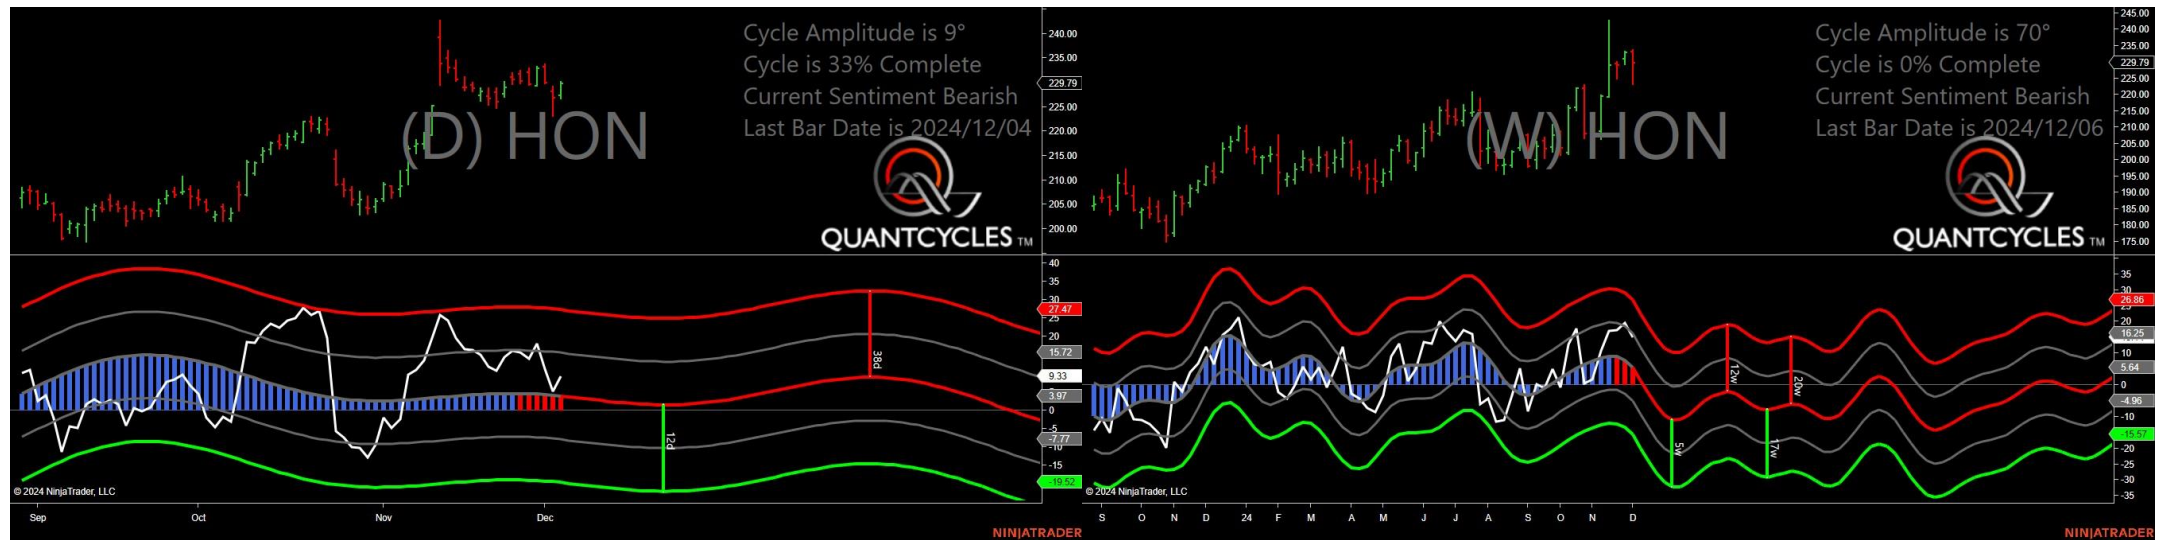 Cycle Amplitude is 9°
Cycle is 33% Complete
Current Sentiment Bearish
Last Bar Date is 2024/12/04
(D) HON
QUANTCYCLES TM
240.00
235.00
229.79
225.00
220.00
215.00
210.00
205.00
200.00
40
35
30
27.47
25
20
15.72
9.33
3.97
0
-5
-7.77
-10
-15
-19.52
38d
12d
© 2024 NinjaTrader, LLC
Sep Oct Nov Dec
NINJATRADER
Cycle Amplitude is 70°
Cycle is 0% Complete
Current Sentiment Bearish
Last Bar Date is 2024/12/06
(W) HON
QUANTCYCLES TM
245.00
240.00
235.00
229.79
225.00
220.00
215.00
210.00
205.00
200.00
195.00
190.00
185.00
180.00
175.00
35
30
26.86
20
16.25
10
5.64
0
-4.96
-10
-15.57
-20
-25
-30
-35
12w
20w
5w
17w
© 2024 NinjaTrader, LLC
S O N D 24 F M A M J J A S O N D
NINJATRADER